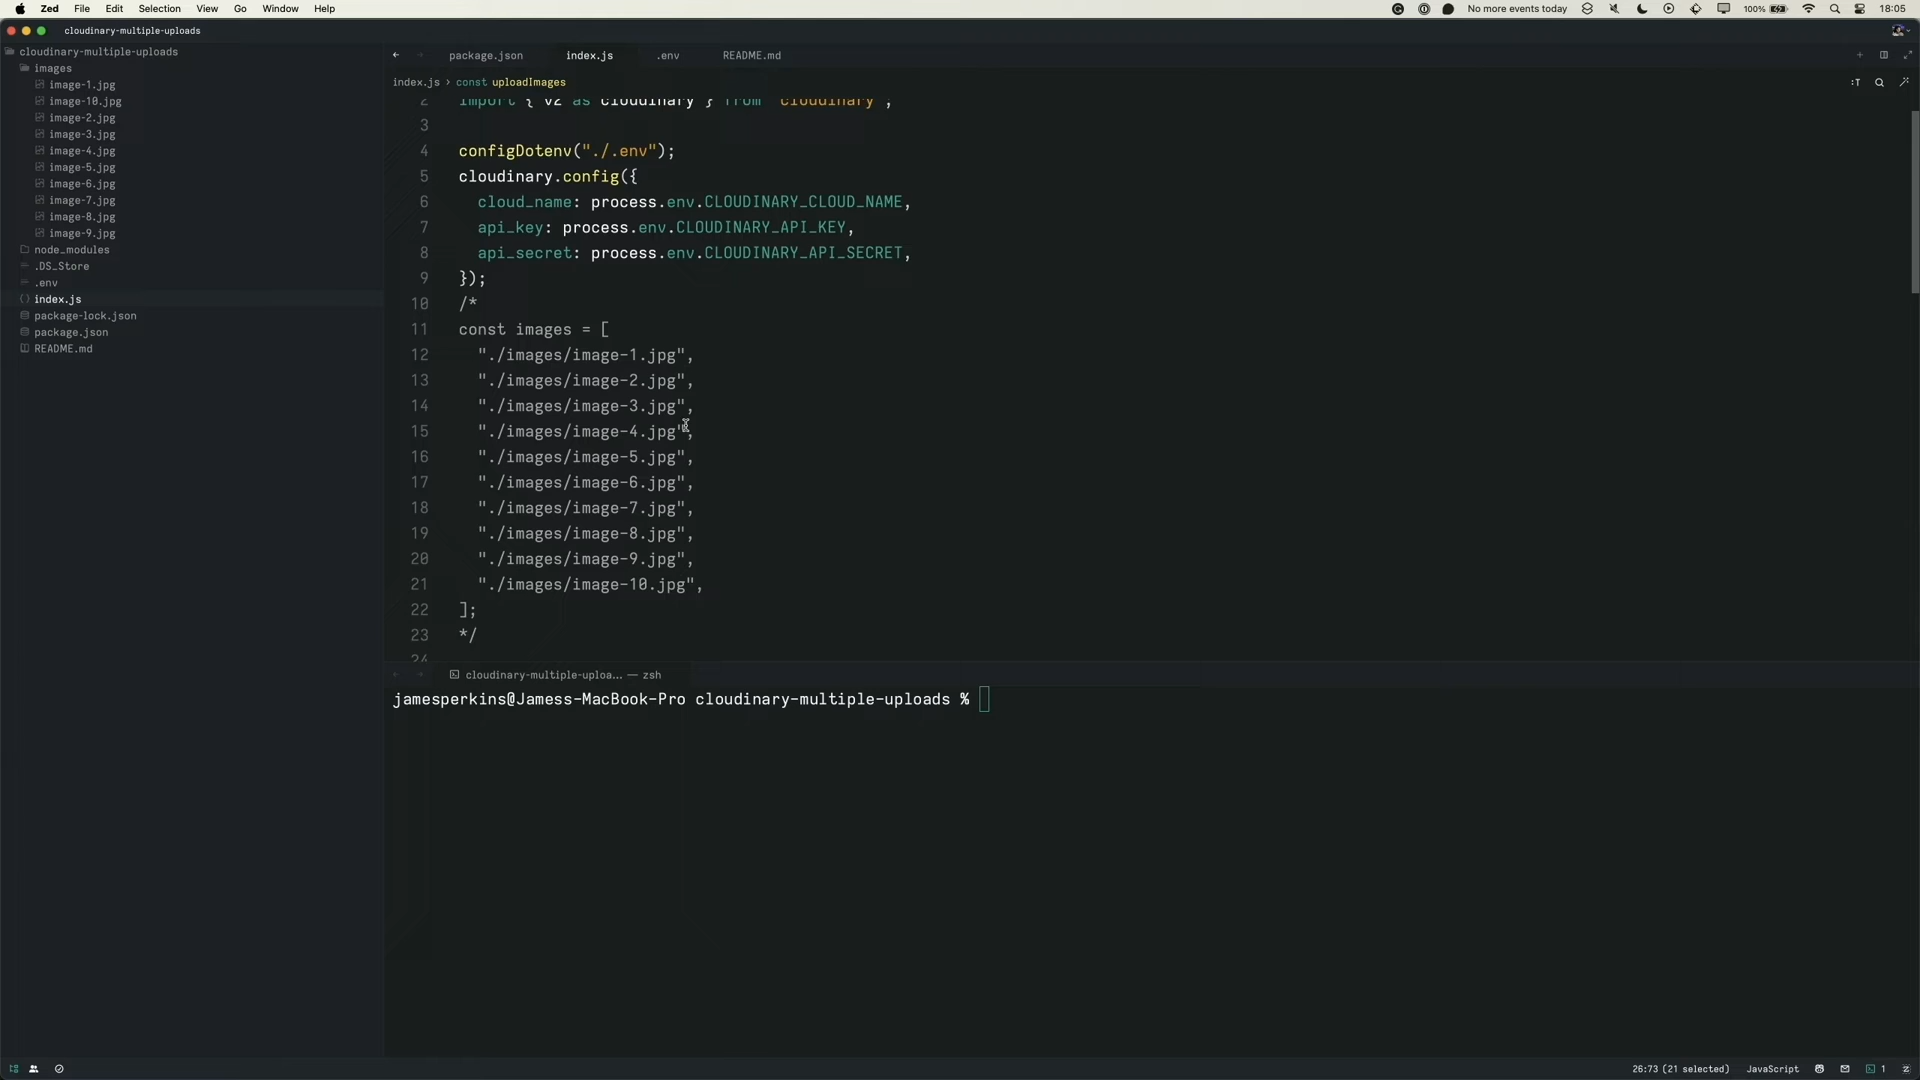 Zed File Edit Selection View Go Window Help No more events today 100% 18:05
cloudinary-multiple-uploads
cloudinary-multiple-uploads
images
image-1.jpg
image-10.jpg
image-2.jpg
image-3.jpg
image-4.jpg
image-5.jpg
image-6.jpg
image-7.jpg
image-8.jpg
image-9.jpg
node_modules
.DS_Store
.env
index.js
package-lock.json
package.json
README.md
package.json index.js .env README.md
index.js > const uploadImages
2 import { v2 as cloudinary } from "cloudinary";
3
4 configDotenv("./.env");
5 cloudinary.config({
6 cloud_name: process.env.CLOUDINARY_CLOUD_NAME,
7 api_key: process.env.CLOUDINARY_API_KEY,
8 api_secret: process.env.CLOUDINARY_API_SECRET,
9 });
10 /*
11 const images = [
12 "./images/image-1.jpg",
13 "./images/image-2.jpg",
14 "./images/image-3.jpg",
15 "./images/image-4.jpg",
16 "./images/image-5.jpg",
17 "./images/image-6.jpg",
18 "./images/image-7.jpg",
19 "./images/image-8.jpg",
20 "./images/image-9.jpg",
21 "./images/image-10.jpg",
22 ];
23 */
24
cloudinary-multiple-uploa... — zsh
jamesperkins@Jamess-MacBook-Pro cloudinary-multiple-uploads %
26:73 (21 selected) JavaScript 1